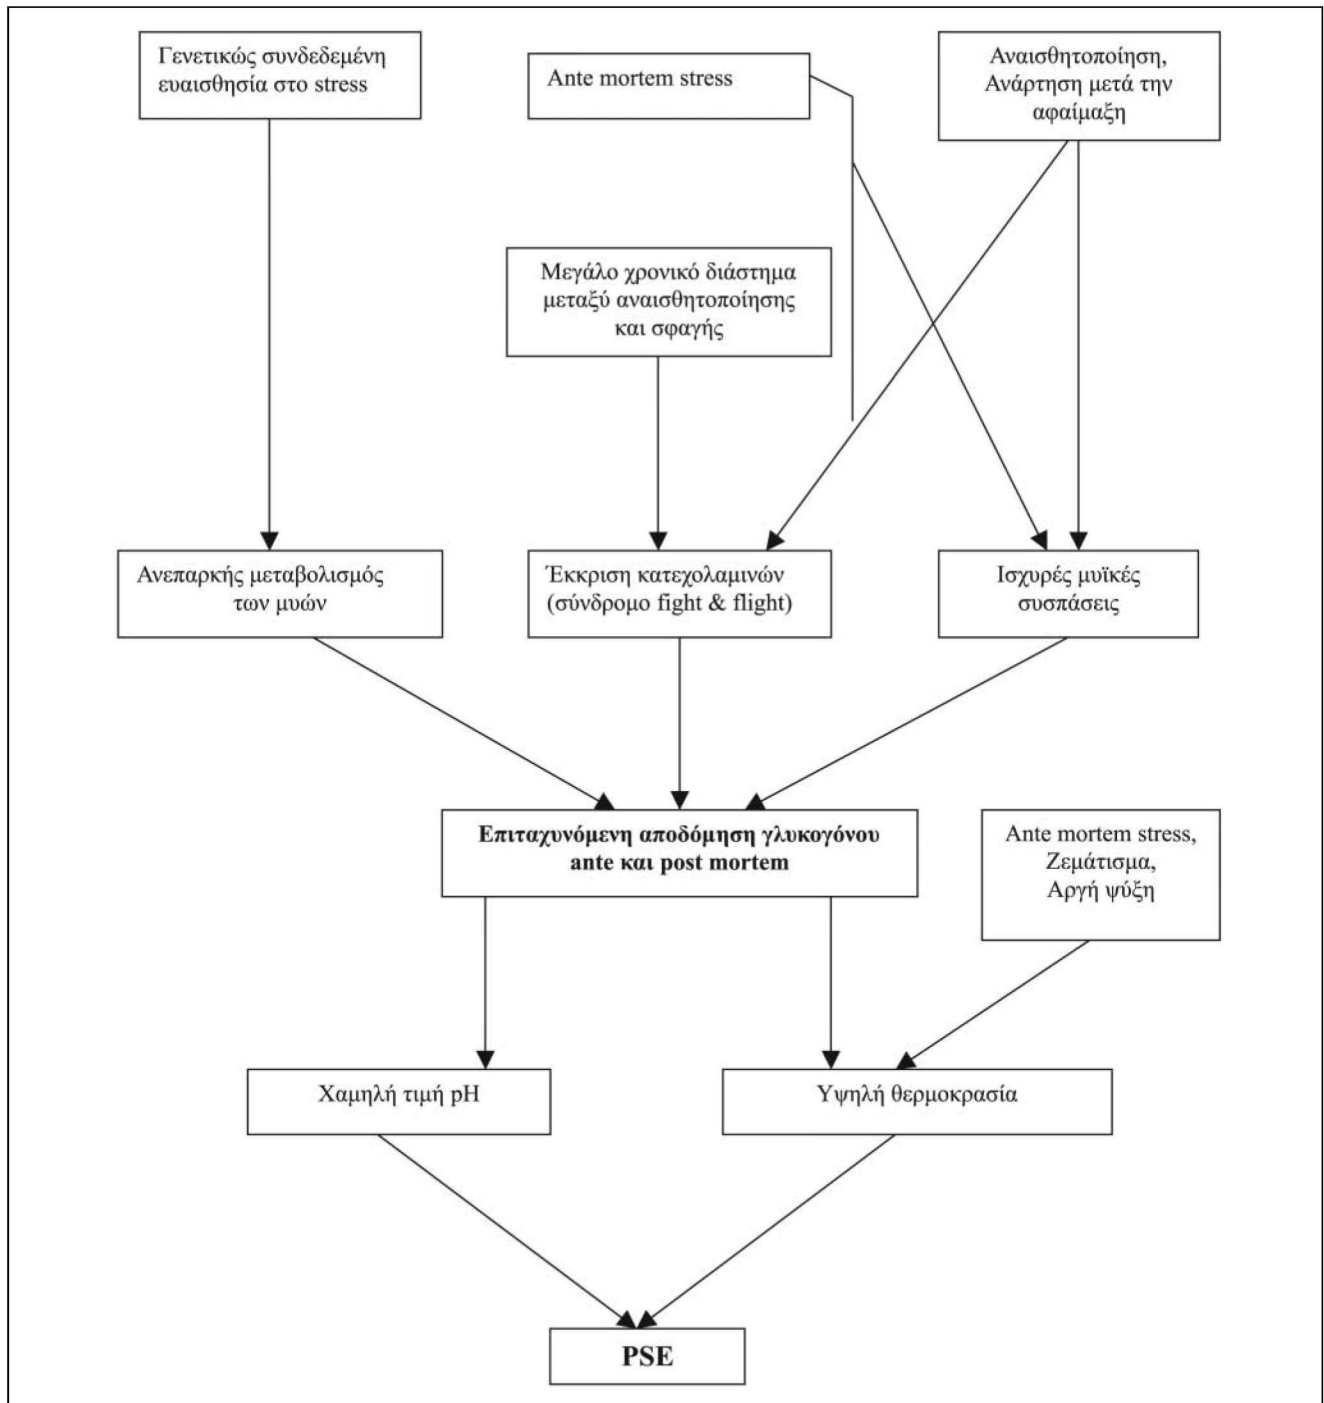 Γενετικώς συνδεδεμένη
ευαισθησία στο stress
Ante mortem stress
Αναισθητοποίηση,
Ανάρτηση μετά την
αφαίμαξη
Μεγάλο χρονικό διάστημα
μεταξύ αναισθητοποίησης
και σφαγής
Ανεπαρκής μεταβολισμός
των μυών
Έκκριση κατεχολαμινών
(σύνδρομο fight & flight)
Ισχυρές μυϊκές
συσπάσεις
Επιταχυνόμενη αποδόμηση γλυκογόνου
ante και post mortem
Ante mortem stress,
Ζεμάτισμα,
Αργή ψύξη
Χαμηλή τιμή pH
Υψηλή θερμοκρασία
PSE